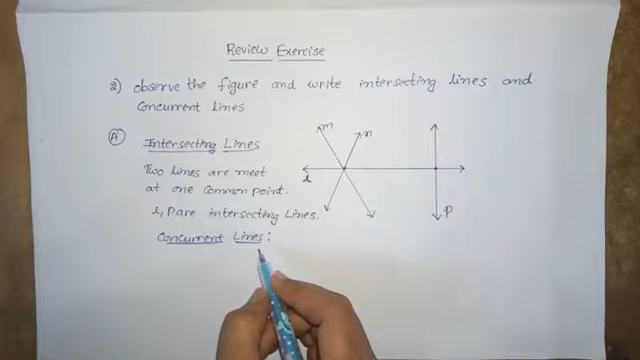 Review Exercise
2) observe the figure and write intersecting lines and
concurrent lines
A Intersecting Lines
Two lines are meet
at one common point.
l, p are intersecting Lines.
Concurrent Lines:
m
n
l
p